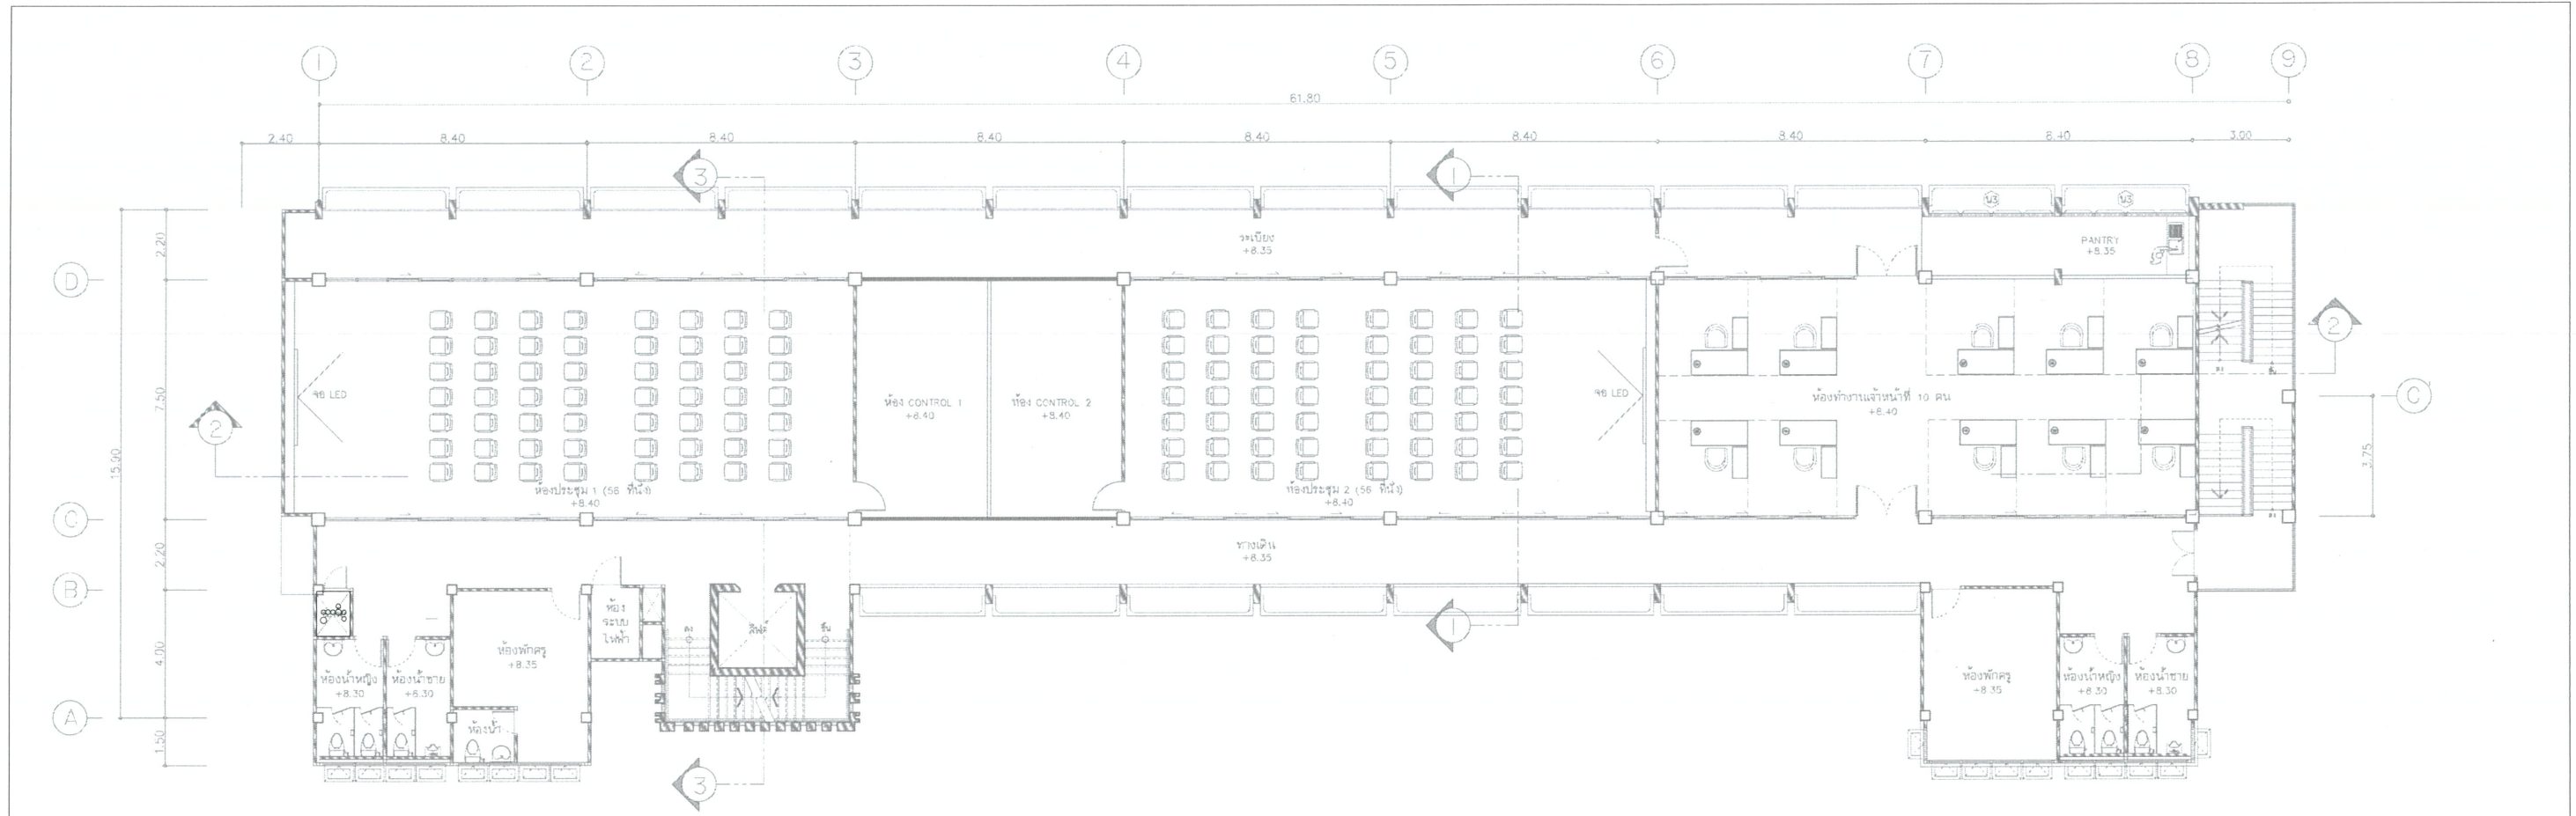 1 2 3 4 5 6 7 8 9
61.80
2.40 8.40 8.40 8.40 8.40 8.40 8.40 8.40 3.00
3 1
น3 น3
2.20
ระเบียง
+8.35
PANTRY
+8.35
D
2
15.90
7.50
จอ LED
ห้อง CONTROL 1
+8.40
ห้อง CONTROL 2
+8.40
จอ LED
ห้องทำงานเจ้าหน้าที่ 10 คน
+8.40
C
2
3.75
ห้องประชุม 1 (56 ที่นั่ง)
+8.40
ห้องประชุม 2 (56 ที่นั่ง)
+8.40
C
2.20
ทางเดิน
+8.35
B
ห้อง
ระบบ
ไฟฟ้า
ลง
ลิฟต์
ขึ้น
1
4.00
ห้องพักครู
+8.35
ห้องน้ำหญิง
+8.30
ห้องน้ำชาย
+8.30
ห้องพักครู
+8.35
ห้องน้ำหญิง
+8.30
ห้องน้ำชาย
+8.30
A
1.50
ห้องน้ำ
3